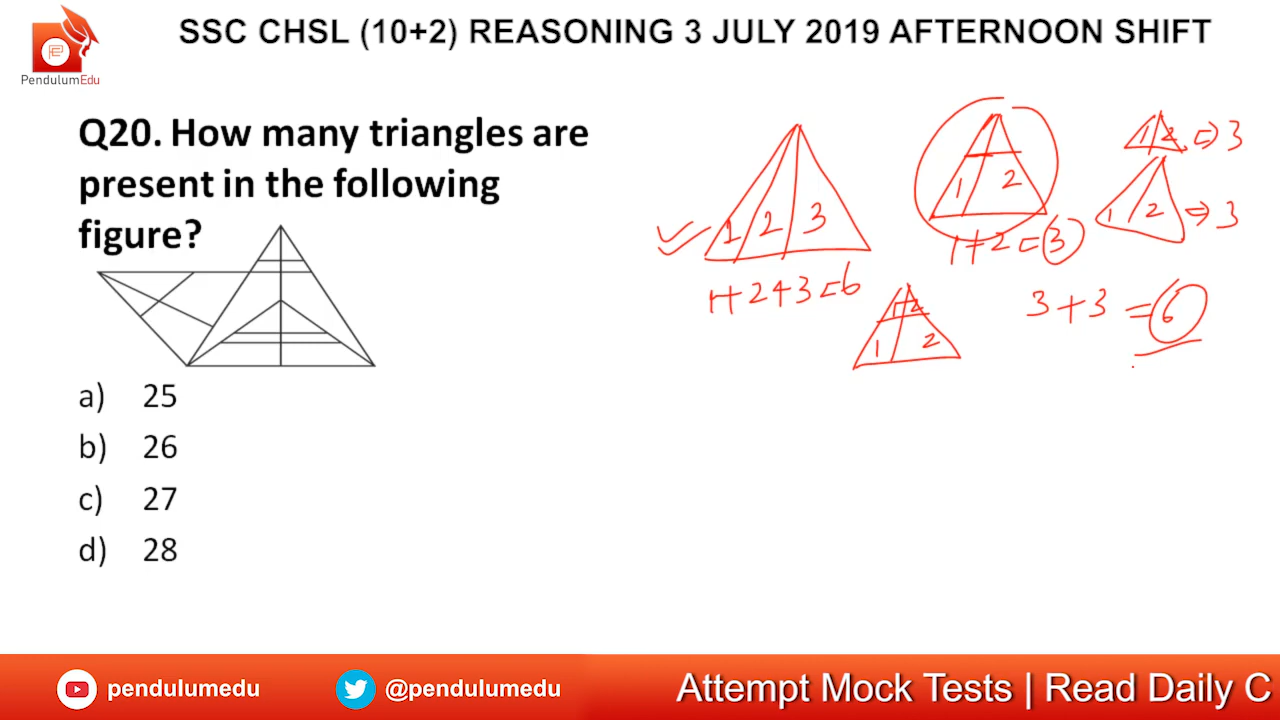 SSC CHSL (10+2) REASONING 3 JULY 2019 AFTERNOON SHIFT
PendulumEdu
Q20. How many triangles are
present in the following
figure?
a) 25
b) 26
c) 27
d) 28
1 2 3
1+2+3=6
1 2
1+2=3
1 2 => 3
1 2 => 3
1 2
1 2
3+3 = 6
pendulumedu
@pendulumedu
Attempt Mock Tests | Read Daily C